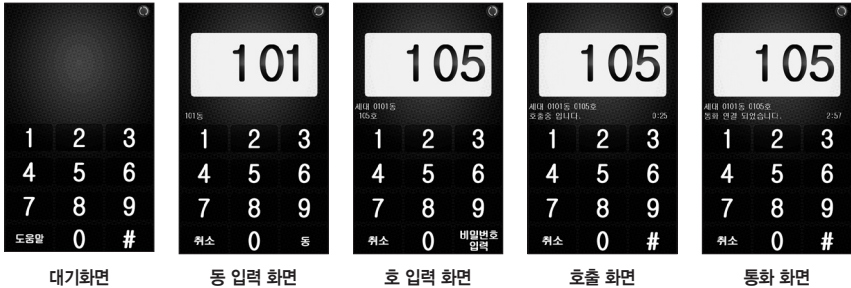 1 2 3
4 5 6
7 8 9
도움말 0 #
대기화면
101
101동
1 2 3
4 5 6
7 8 9
취소 0 동
동 입력 화면
105
세대 0101동
105호
1 2 3
4 5 6
7 8 9
취소 0 비밀번호
입력
호 입력 화면
105
세대 0101동 0105호
호출중 입니다. 0:25
1 2 3
4 5 6
7 8 9
취소 0 #
호출 화면
105
세대 0101동 0105호
통화 연결 되었습니다. 2:57
1 2 3
4 5 6
7 8 9
취소 0 #
통화 화면